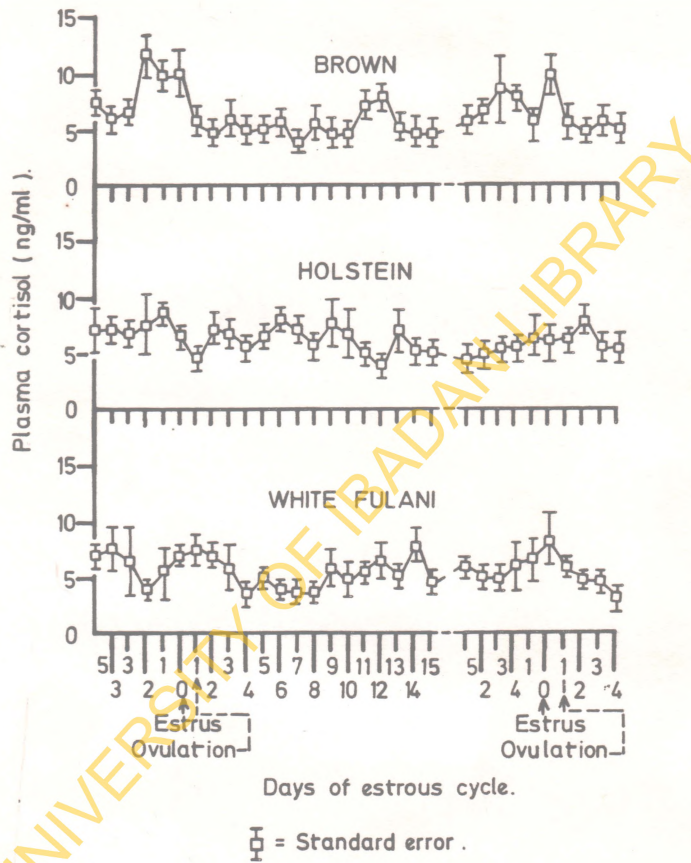 15
10
5
0
BROWN
15
10
5
0
HOLSTEIN
15
10
5
0
WHITE FULANI
Plasma cortisol (ng/ml).
5 3 1 1 3 5 7 9 11 13 15 5 3 1 1 3
3 2 0 2 4 6 8 10 12 14 2 4 0 2 4
Estrus
Ovulation
Estrus
Ovulation
Days of estrous cycle.
= Standard error.
UNIVERSITY OF IBADAN LIBRARY